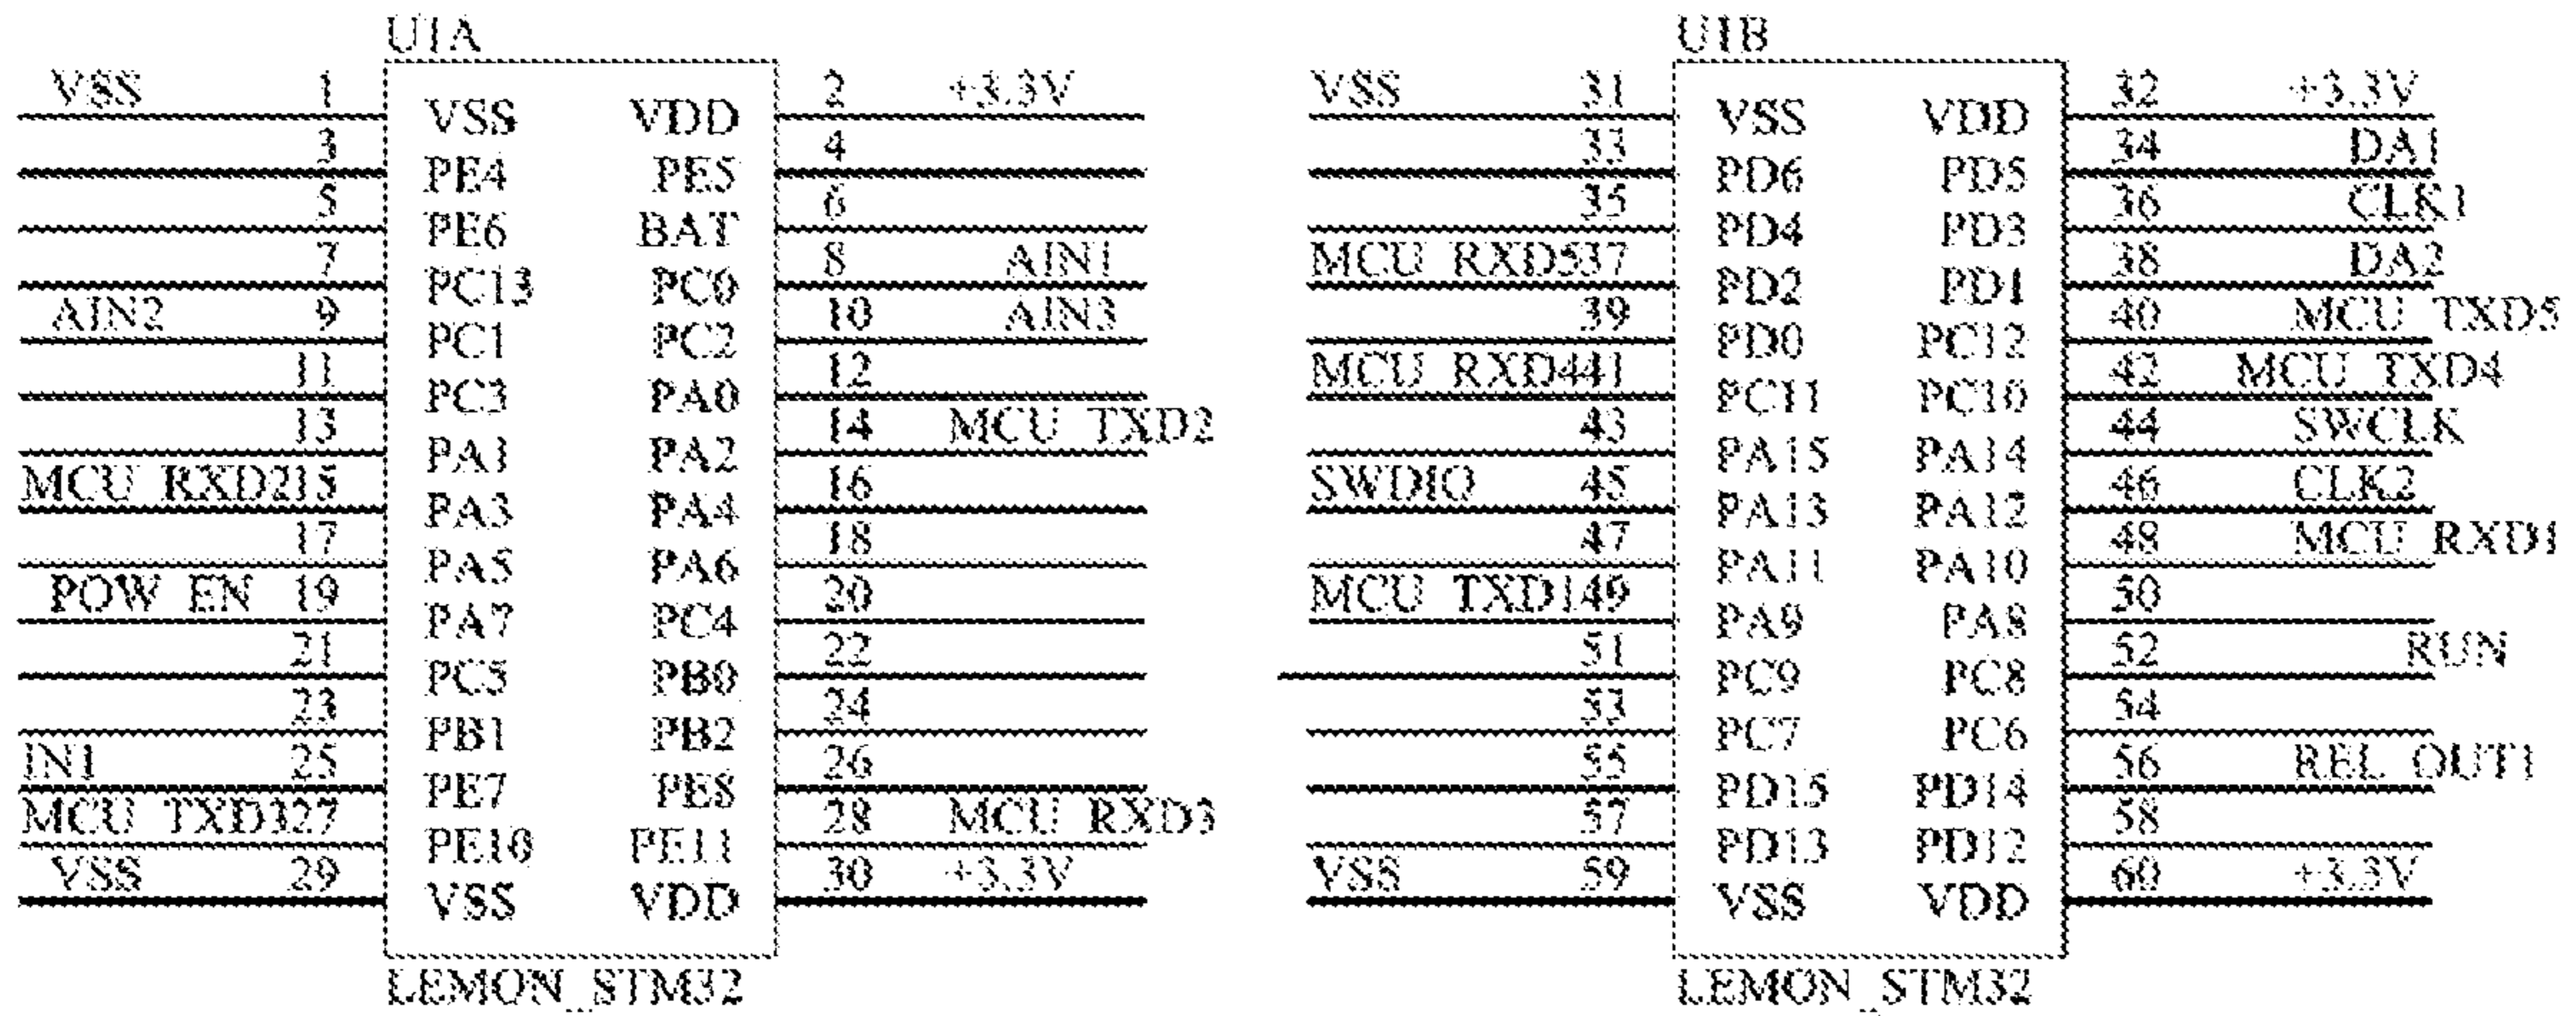 U1A U1B
VSS 1 2 +3.3V VSS 31 32 +3.3V
VSS VDD VSS VDD
3 4 33 34 DA1
PE4 PE5 PD6 PD5
5 6 35 36 CLK1
PE6 BAT PD4 PD3
7 8 AIN1 MCU_RXD5 37 38 DA2
PC13 PC0 PD2 PD1
AIN2 9 10 AIN3 39 40 MCU_TXD5
PC1 PC2 PD0 PC12
11 12 MCU_RXD4 41 42 MCU_TXD4
PC3 PA0 PC11 PC10
13 14 MCU_TXD2 43 44 SWCLK
PA1 PA2 PA15 PA14
MCU_RXD2 15 16 SWDIO 45 46 CLK2
PA3 PA4 PA13 PA12
17 18 47 48 MCU_RXD1
PA5 PA6 PA11 PA10
POW_EN 19 20 MCU_TXD1 49 50
PA7 PC4 PA9 PA8
21 22 51 52 RUN
PC5 PB0 PC9 PC8
23 24 53 54
PB1 PB2 PC7 PC6
IN1 25 26 55 56 REL_OUT1
PE7 PE8 PD15 PD14
MCU_TXD3 27 28 MCU_RXD3 57 58
PE10 PE11 PD13 PD12
VSS 29 30 +3.3V VSS 59 60 +3.3V
VSS VDD VSS VDD
LEMON_STM32 LEMON_STM32